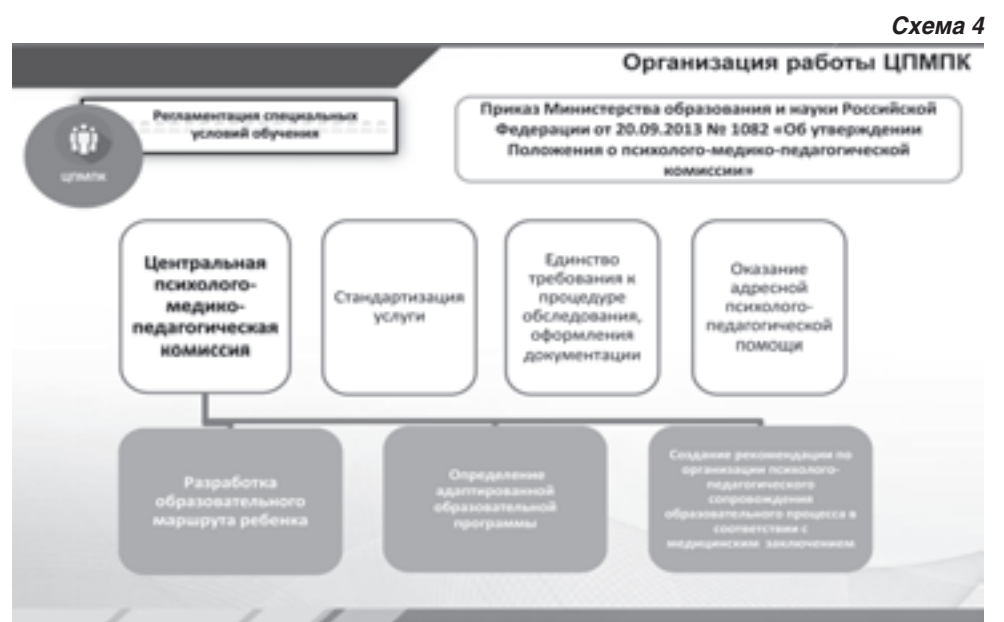 Схема 4
Организация работы ЦПМПК
Регламентация специальных
условий обучения
ЦПМПК
Приказ Министерства образования и науки Российской
Федерации от 20.09.2013 № 1082 «Об утверждении
Положения о психолого-медико-педагогической
комиссии»
Центральная
психолого-
медико-
педагогическая
комиссия
Стандартизация
услуги
Единство
требования к
процедуре
обследования,
оформления
документации
Оказание
адресной
психолого-
педагогической
помощи
Разработка
образовательного
маршрута ребенка
Определение
адаптированной
образовательной
программы
Создание рекомендации по
организации психолого-
педагогического
сопровождения
образовательного процесса в
соответствии с
медицинским заключением